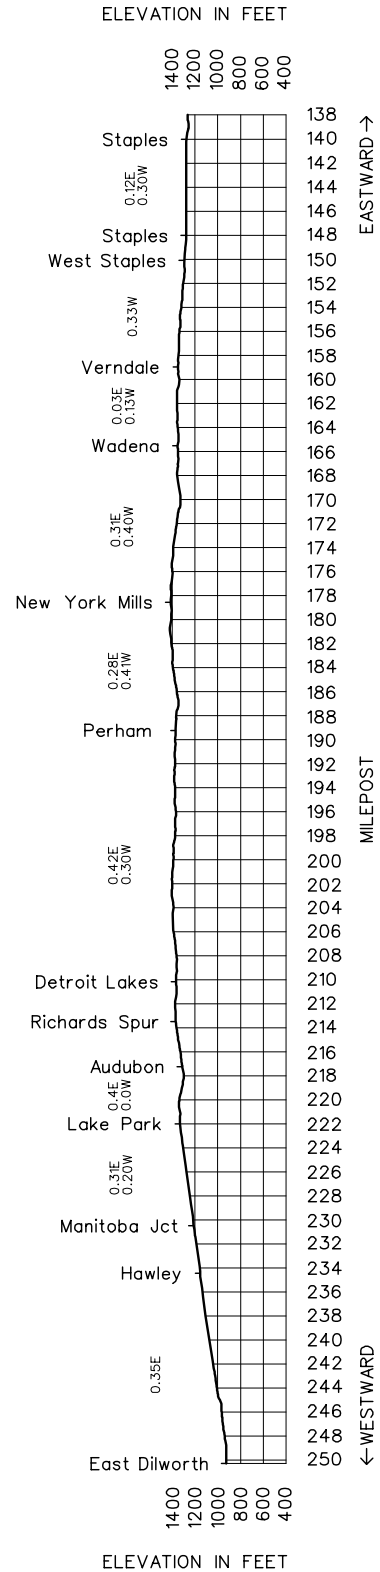 ELEVATION IN FEET
1400 1200 1000 800 600 400
138
Staples 140
142
0.12E
0.30W
144
146
Staples 148
West Staples 150
152
154
0.33W
156
158
Verndale
160
0.03E
0.13W
162
164
Wadena 166
168
170
0.31E
0.40W
172
174
176
New York Mills 178
180
182
0.28E
0.41W
184
186
188
Perham 190
192
194
196
198
0.42E
0.30W
200
202
204
206
208
Detroit Lakes 210
212
Richards Spur 214
216
Audubon 218
0.4E
0.0W
220
Lake Park 222
224
0.31E
0.20W
226
228
Manitoba Jct 230
232
Hawley 234
236
238
240
0.35E
242
244
246
248
East Dilworth 250
1400 1200 1000 800 600 400
ELEVATION IN FEET
EASTWARD →
MILEPOST
← WESTWARD